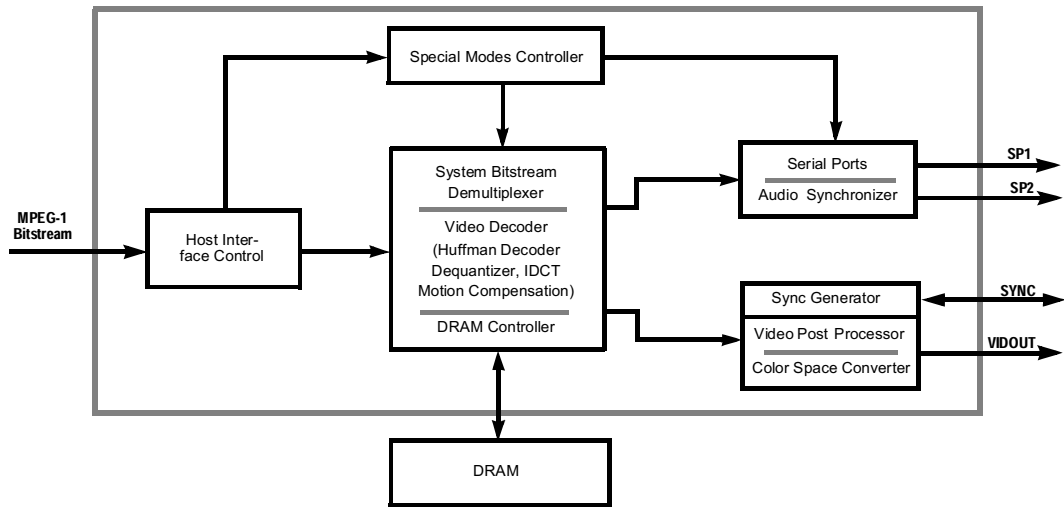 Special Modes Controller
MPEG-1
Bitstream
Host Inter-
face Control
System Bitstream
Demultiplexer
Video Decoder
(Huffman Decoder
Dequantizer, IDCT
Motion Compensation)
DRAM Controller
Serial Ports
Audio Synchronizer
SP1
SP2
Sync Generator
Video Post Processor
Color Space Converter
SYNC
VIDOUT
DRAM